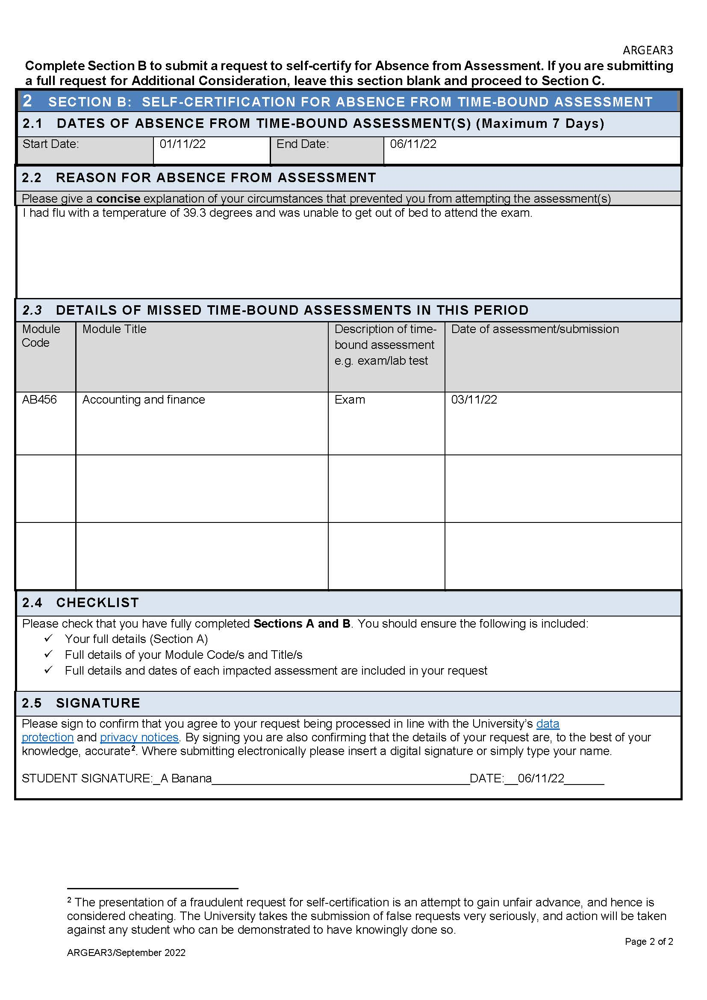 ARGEAR3
Complete Section B to submit a request to self-certify for Absence from Assessment. If you are submitting
a full request for Additional Consideration, leave this section blank and proceed to Section C.
2 SECTION B: SELF-CERTIFICATION FOR ABSENCE FROM TIME-BOUND ASSESSMENT
2.1 DATES OF ABSENCE FROM TIME-BOUND ASSESSMENT(S) (Maximum 7 Days)
Start Date: 01/11/22 End Date: 06/11/22
2.2 REASON FOR ABSENCE FROM ASSESSMENT
Please give a concise explanation of your circumstances that prevented you from attempting the assessment(s)
I had flu with a temperature of 39.3 degrees and was unable to get out of bed to attend the exam.
2.3 DETAILS OF MISSED TIME-BOUND ASSESSMENTS IN THIS PERIOD
Module
Code
Module Title
Description of time-
bound assessment
e.g. exam/lab test
Date of assessment/submission
AB456 Accounting and finance Exam 03/11/22
2.4 CHECKLIST
Please check that you have fully completed Sections A and B. You should ensure the following is included:
✓ Your full details (Section A)
✓ Full details of your Module Code/s and Title/s
✓ Full details and dates of each impacted assessment are included in your request
2.5 SIGNATURE
Please sign to confirm that you agree to your request being processed in line with the University’s data
protection and privacy notices. By signing you are also confirming that the details of your request are, to the best of your
knowledge, accurate². Where submitting electronically please insert a digital signature or simply type your name.
STUDENT SIGNATURE:_A Banana______________________________________DATE:__06/11/22______
² The presentation of a fraudulent request for self-certification is an attempt to gain unfair advance, and hence is
considered cheating. The University takes the submission of false requests very seriously, and action will be taken
against any student who can be demonstrated to have knowingly done so.
Page 2 of 2
ARGEAR3/September 2022